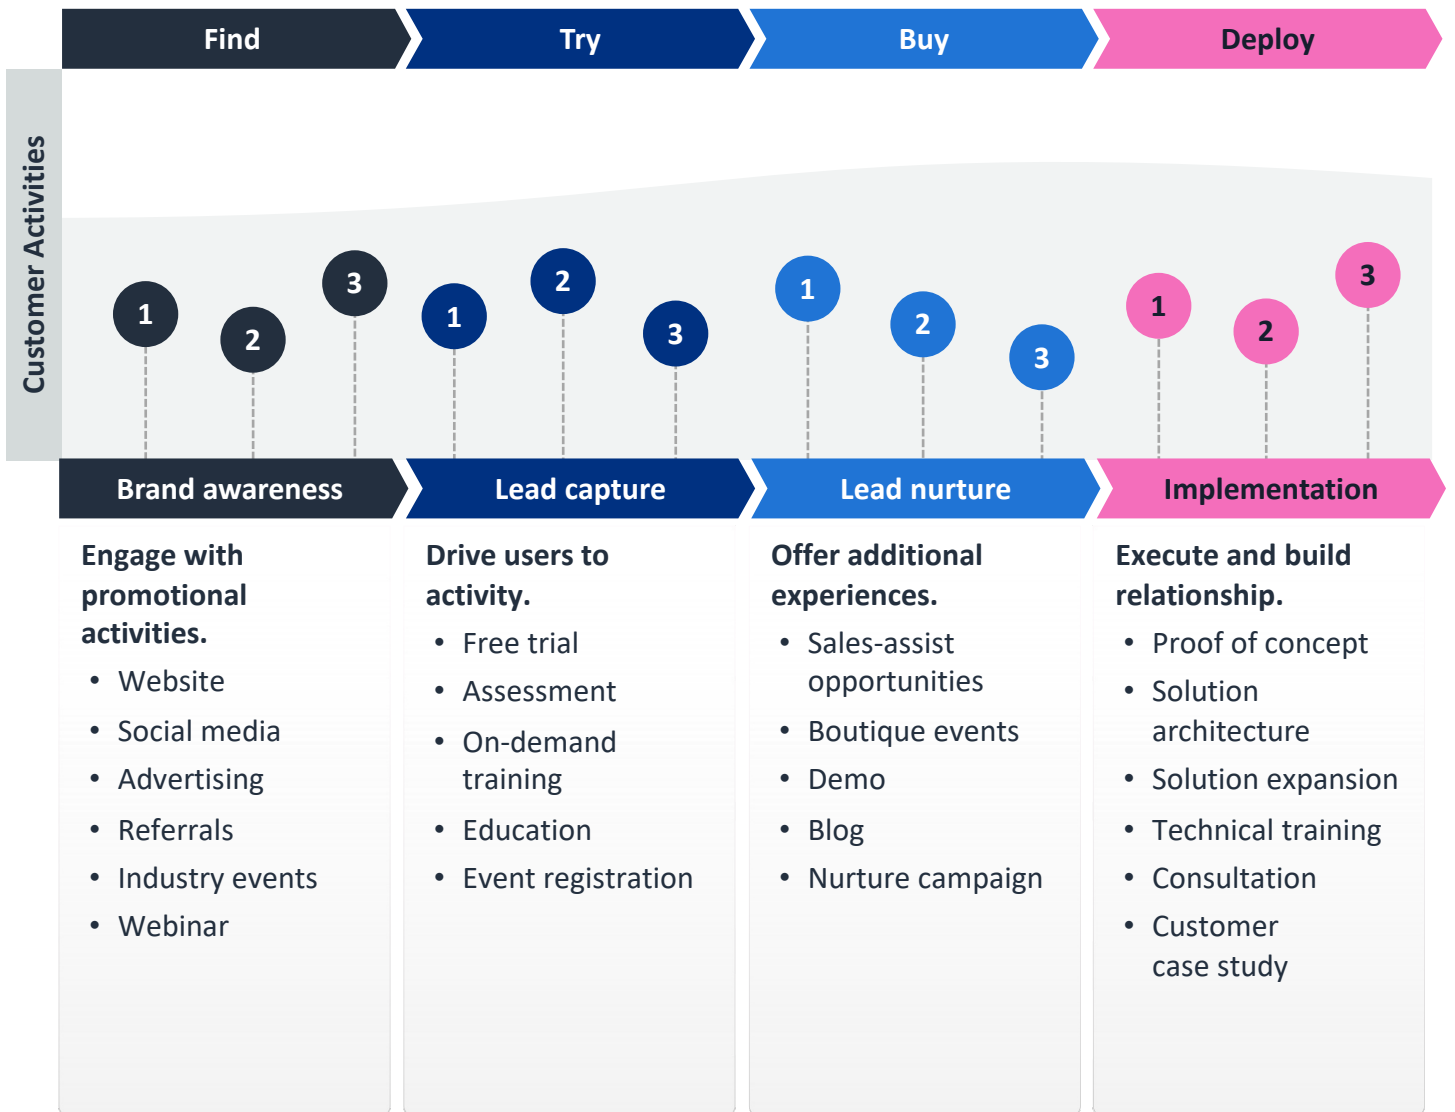 Find
Try
Buy
Deploy
Customer Activities
1
2
3
1
2
3
1
2
3
1
2
3
Brand awareness
Lead capture
Lead nurture
Implementation
Engage with
promotional
activities.
• Website
• Social media
• Advertising
• Referrals
• Industry events
• Webinar
Drive users to
activity.
• Free trial
• Assessment
• On-demand
training
• Education
• Event registration
Offer additional
experiences.
• Sales-assist
opportunities
• Boutique events
• Demo
• Blog
• Nurture campaign
Execute and build
relationship.
• Proof of concept
• Solution
architecture
• Solution expansion
• Technical training
• Consultation
• Customer
case study